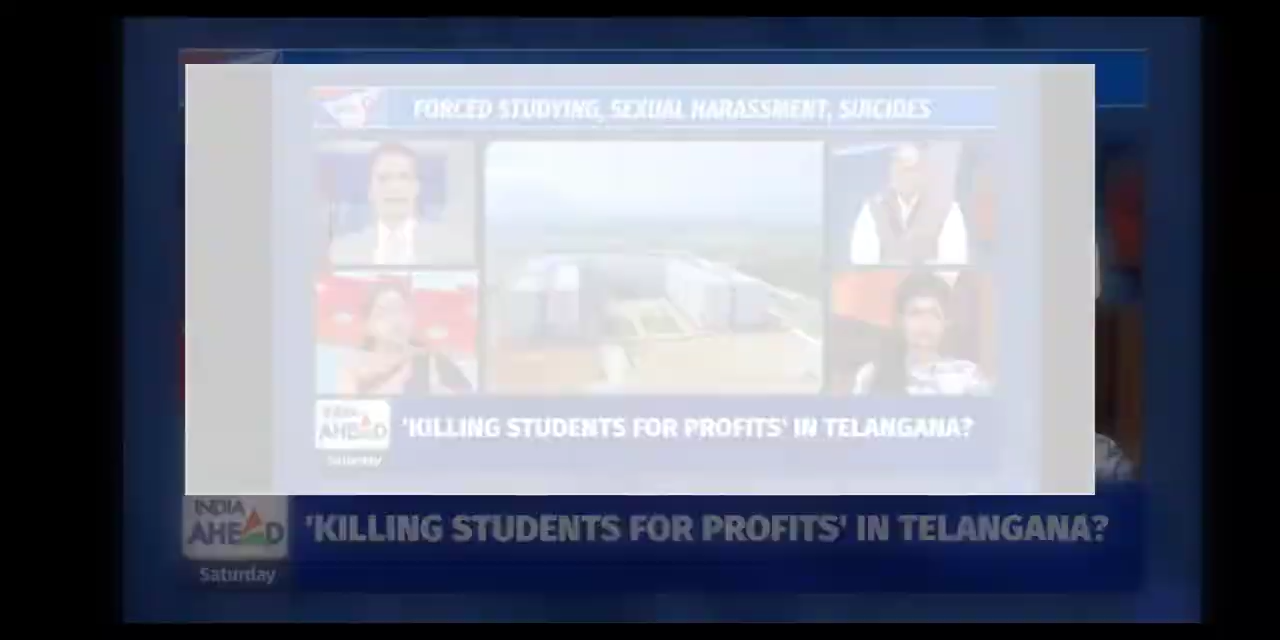 FORCED STUDYING, SEXUAL HARASSMENT, SUICIDES
INDIA
AHEAD
'KILLING STUDENTS FOR PROFITS' IN TELANGANA?
Saturday
INDIA
AHEAD
'KILLING STUDENTS FOR PROFITS' IN TELANGANA?
Saturday